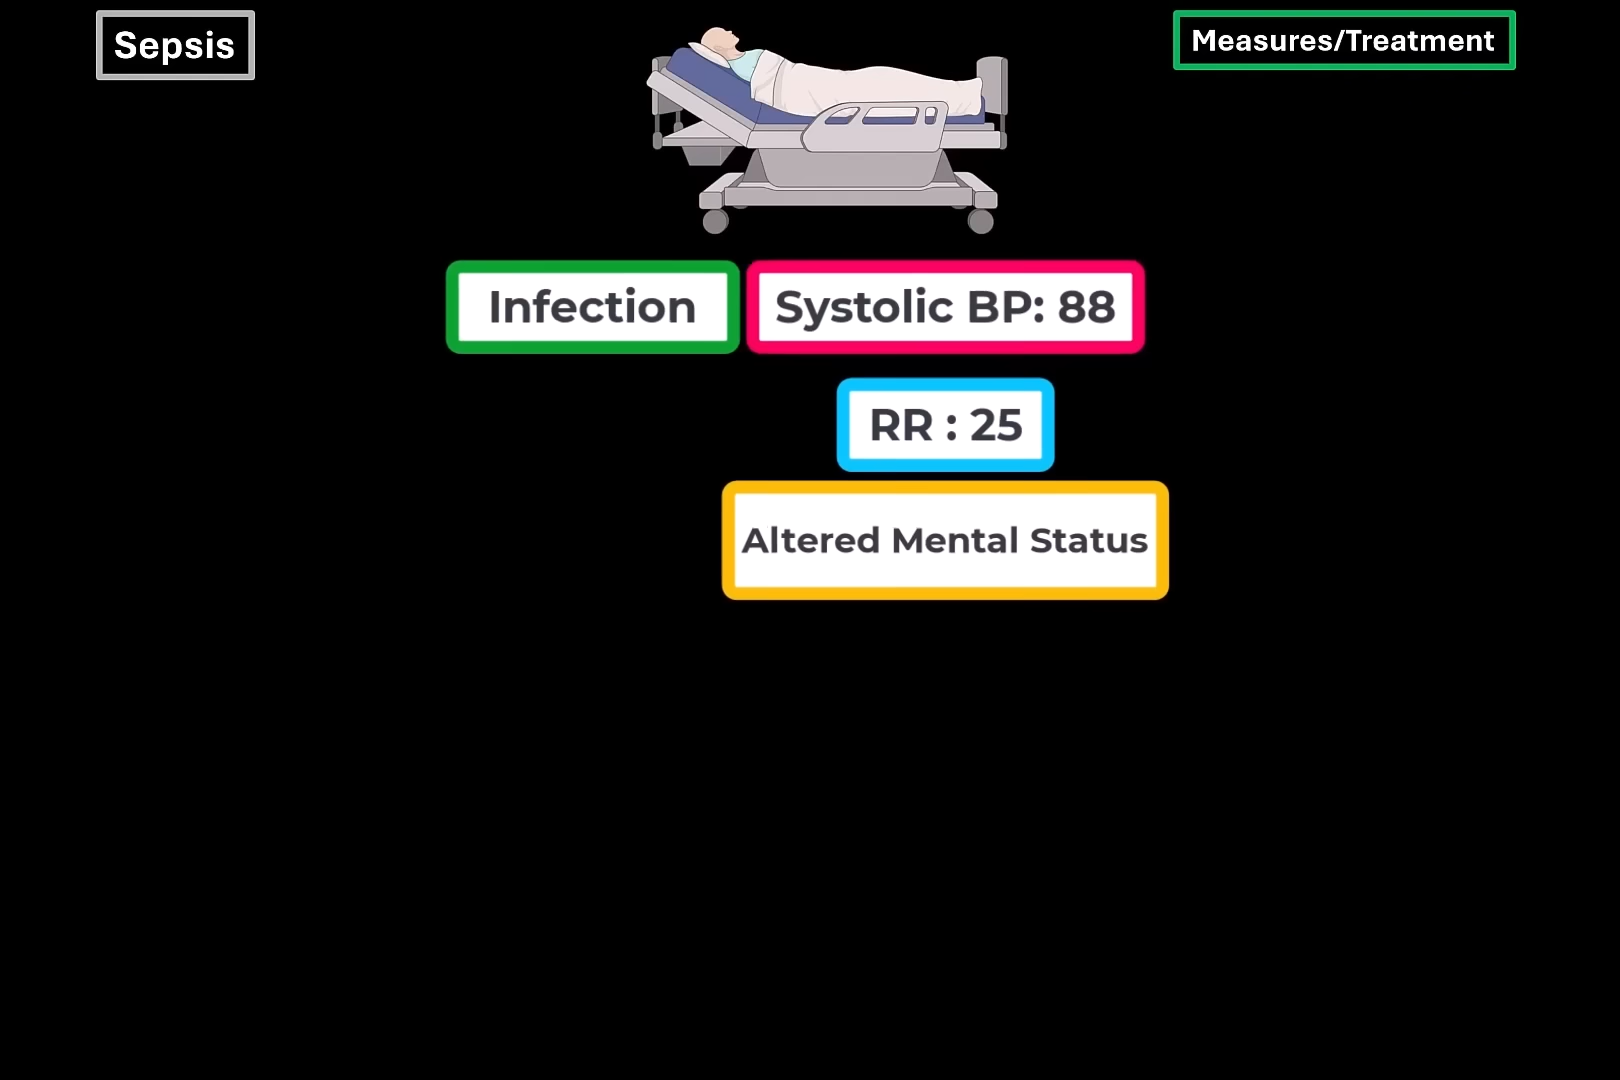 Sepsis
Measures/Treatment
Infection
Systolic BP: 88
RR : 25
Altered Mental Status